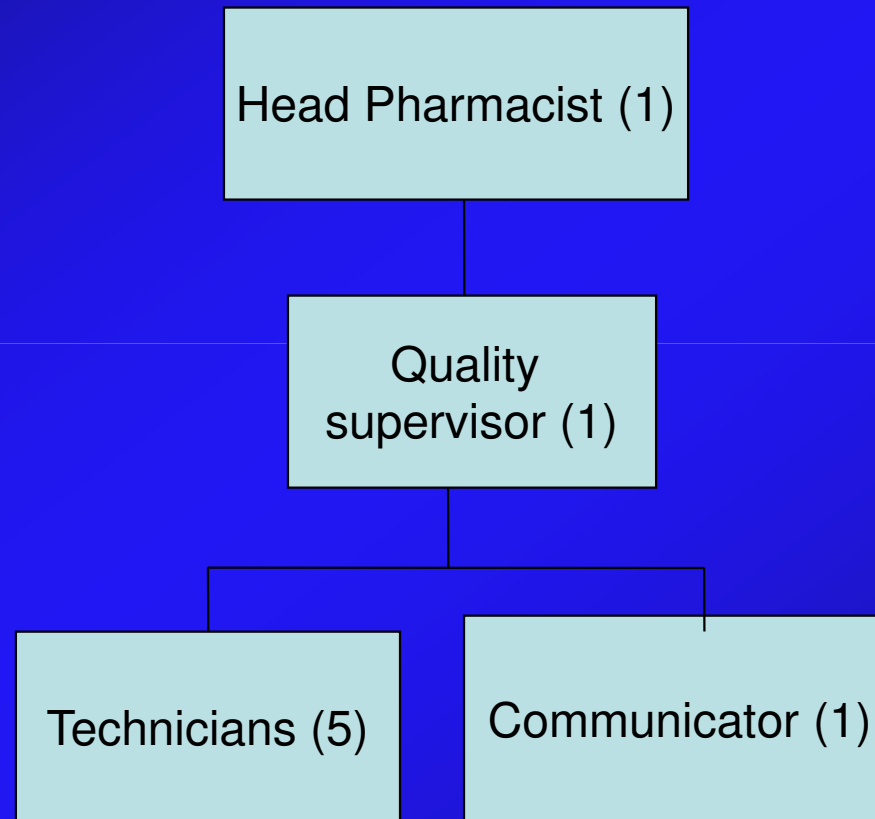 Head Pharmacist (1)
Quality
supervisor (1)
Technicians (5)
Communicator (1)